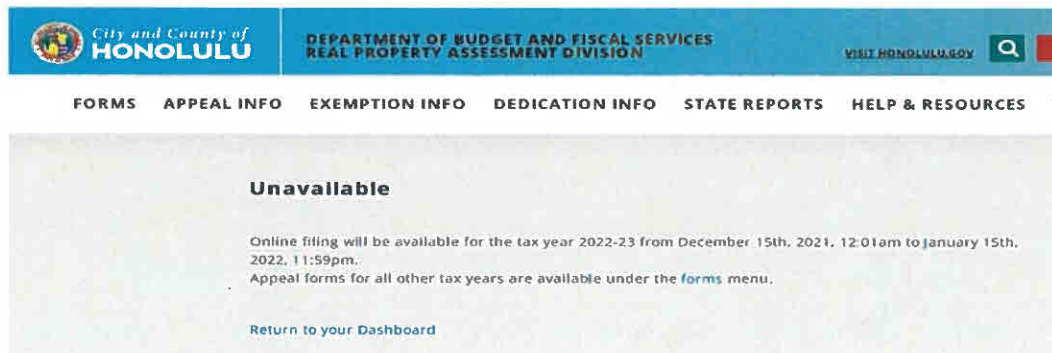 City and County of
HONOLULU
DEPARTMENT OF BUDGET AND FISCAL SERVICES
REAL PROPERTY ASSESSMENT DIVISION
VISIT HONOLULU.GOV
FORMS APPEAL INFO EXEMPTION INFO DEDICATION INFO STATE REPORTS HELP & RESOURCES
Unavailable
Online filing will be available for the tax year 2022-23 from December 15th, 2021, 12:01am to January 15th,
2022, 11:59pm.
Appeal forms for all other tax years are available under the forms menu.
Return to your Dashboard